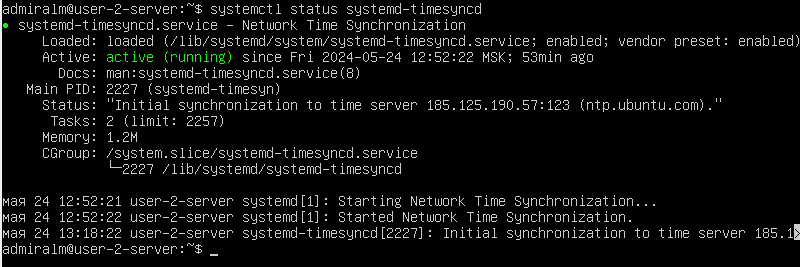 admiralm@user-2-server:~$ systemctl status systemd-timesyncd
● systemd-timesyncd.service - Network Time Synchronization
Loaded: loaded (/lib/systemd/system/systemd-timesyncd.service; enabled; vendor preset: enabled)
Active: active (running) since Fri 2024-05-24 12:52:22 MSK; 53min ago
Docs: man:systemd-timesyncd.service(8)
Main PID: 2227 (systemd-timesyn)
Status: "Initial synchronization to time server 185.125.190.57:123 (ntp.ubuntu.com)."
Tasks: 2 (limit: 2257)
Memory: 1.2M
CGroup: /system.slice/systemd-timesyncd.service
└─2227 /lib/systemd/systemd-timesyncd
мая 24 12:52:21 user-2-server systemd[1]: Starting Network Time Synchronization...
мая 24 12:52:22 user-2-server systemd[1]: Started Network Time Synchronization.
мая 24 13:18:22 user-2-server systemd-timesyncd[2227]: Initial synchronization to time server 185.1>
admiralm@user-2-server:~$ _